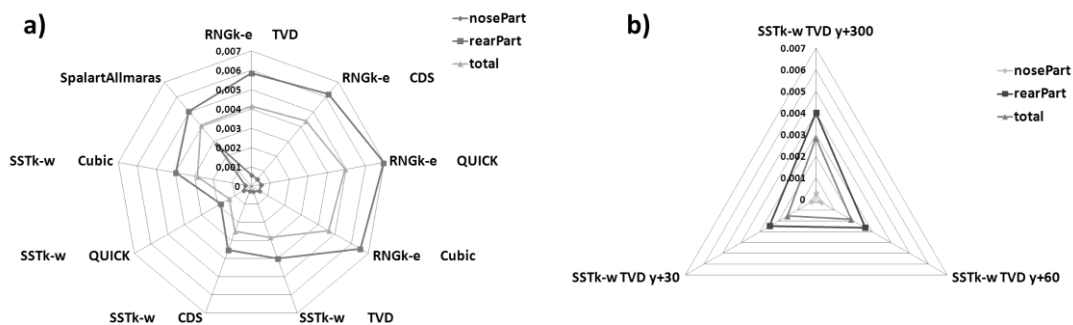 a)
RNGk-e TVD
nosePart
rearPart
total
0,007
0,006
0,005
0,004
0,003
0,002
0,001
0
RNGk-e CDS
RNGk-e QUICK
RNGk-e Cubic
SSTk-w TVD
SSTk-w CDS
SSTk-w QUICK
SSTk-w Cubic
SpalartAllmaras
b)
SSTk-w TVD y+300
nosePart
rearPart
total
0.007
0.006
0.005
0.004
0.003
0.002
0.001
0
SSTk-w TVD y+60
SSTk-w TVD y+30